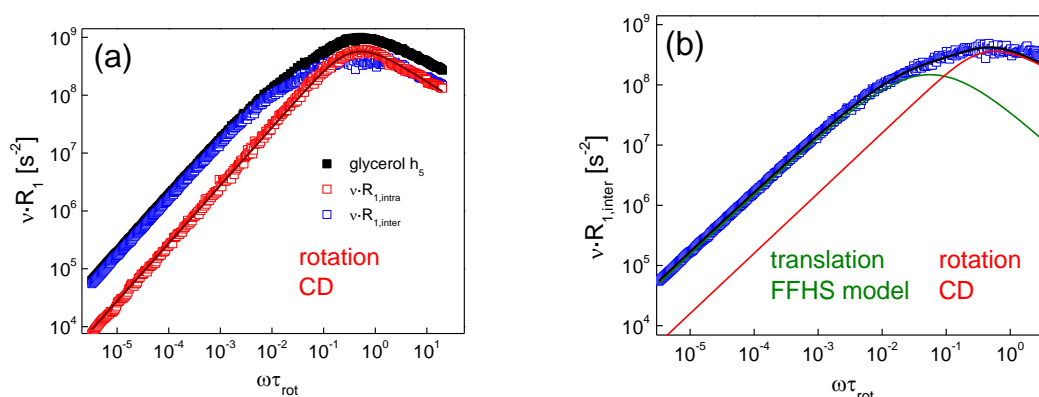 (a)
ν·R1 [s-2]
10^9
10^8
10^7
10^6
10^5
10^4
glycerol h5
ν·R1,intra
ν·R1,inter
rotation
CD
10^-5 10^-4 10^-3 10^-2 10^-1 10^0 10^1
ωτrot
(b)
ν·R1,inter [s-2]
10^9
10^8
10^7
10^6
10^5
10^4
translation
FFHS model
rotation
CD
10^-5 10^-4 10^-3 10^-2 10^-1 10^0
ωτrot